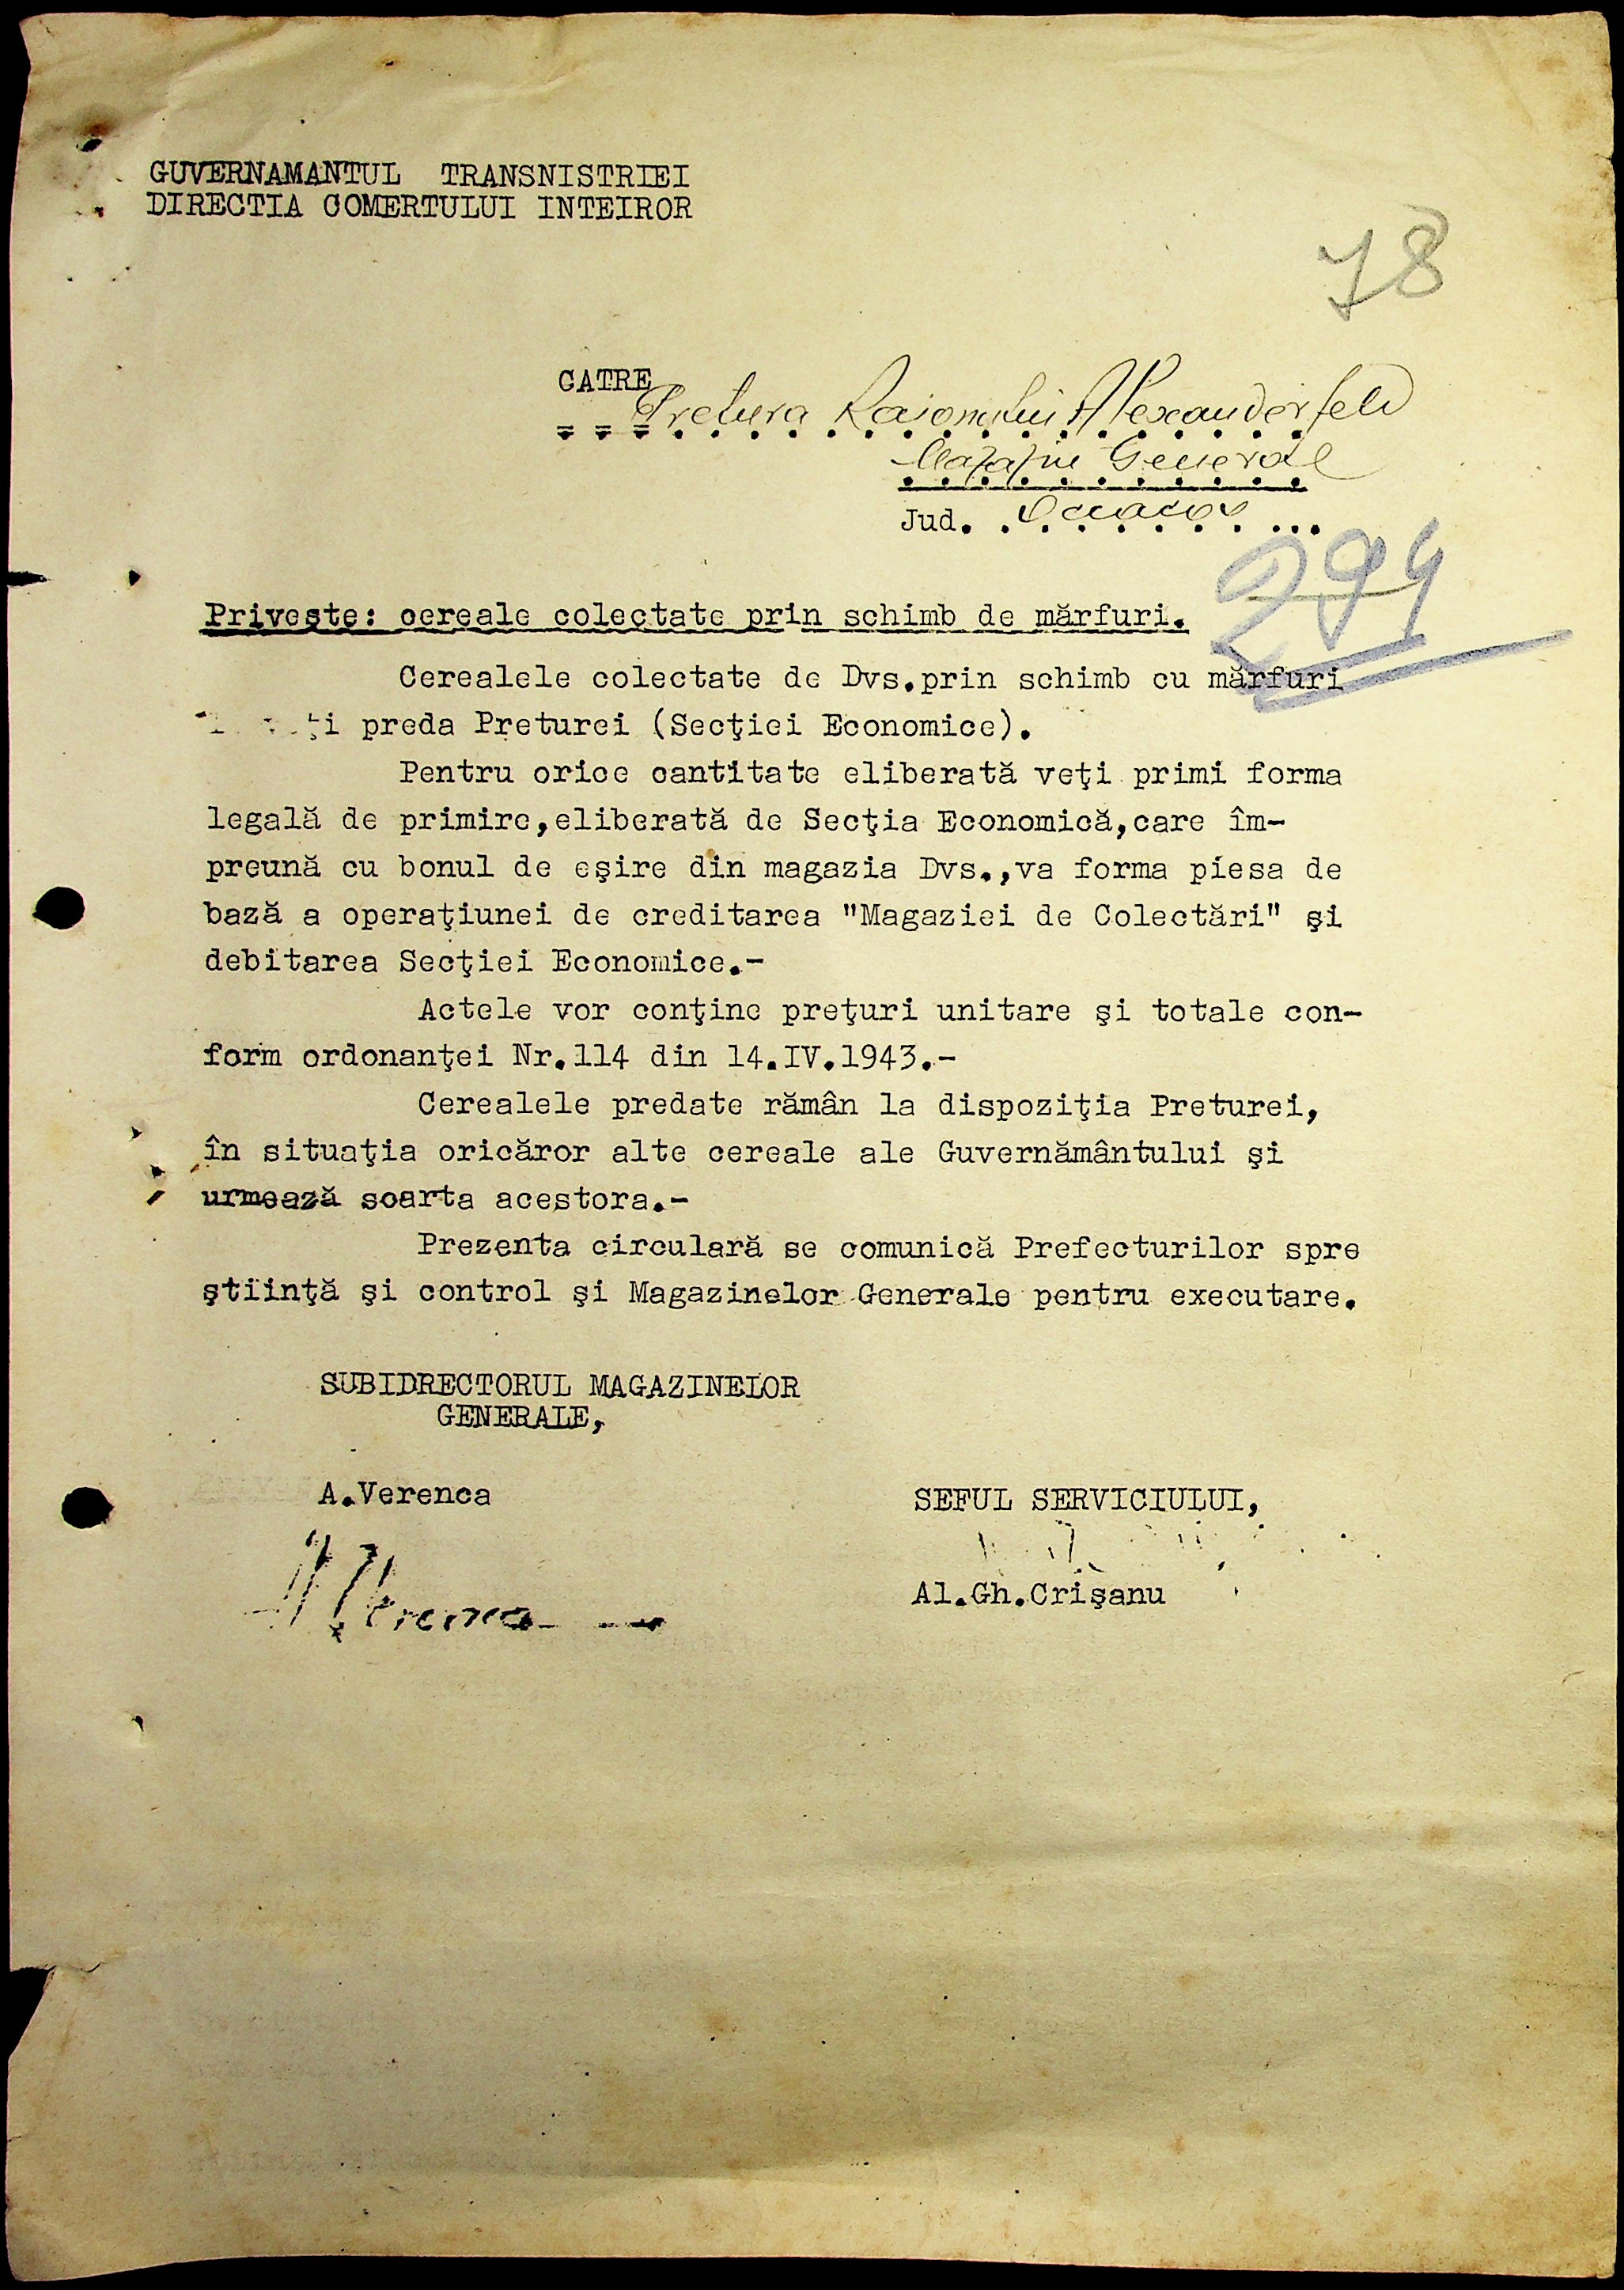 GUVERNAMANTUL TRANSNISTRIEI
DIRECTIA COMERTULUI INTEIROR
78
CATRE
Pretura Raionului Alexanderfeld
Magazin General
Jud. Oceacov
294
Priveşte: cereale colectate prin schimb de mărfuri.
Cerealele colectate de Dvs.prin schimb cu mărfuri
preda Preturei (Secţiei Economice).
Pentru orice cantitate eliberată veţi primi forma
legală de primire,eliberată de Secţia Economică,care îm-
preună cu bonul de eşire din magazia Dvs.,va forma piesa de
bază a operaţiunei de creditarea "Magaziei de Colectări" şi
debitarea Secţiei Economice.-
Actele vor conţine preţuri unitare şi totale con-
form ordonanţei Nr.114 din 14.IV.1943.-
Cerealele predate rămân la dispoziţia Preturei,
în situaţia oricăror alte cereale ale Guvernământului şi
urmează soarta acestora.-
Prezenta circulară se comunică Prefecturilor spre
ştiinţă şi control şi Magazinelor Generale pentru executare.
SUBIDRECTORUL MAGAZINELOR
GENERALE,
A.Verenca
SEFUL SERVICIULUI,
Al.Gh.Crişanu
A Verenca